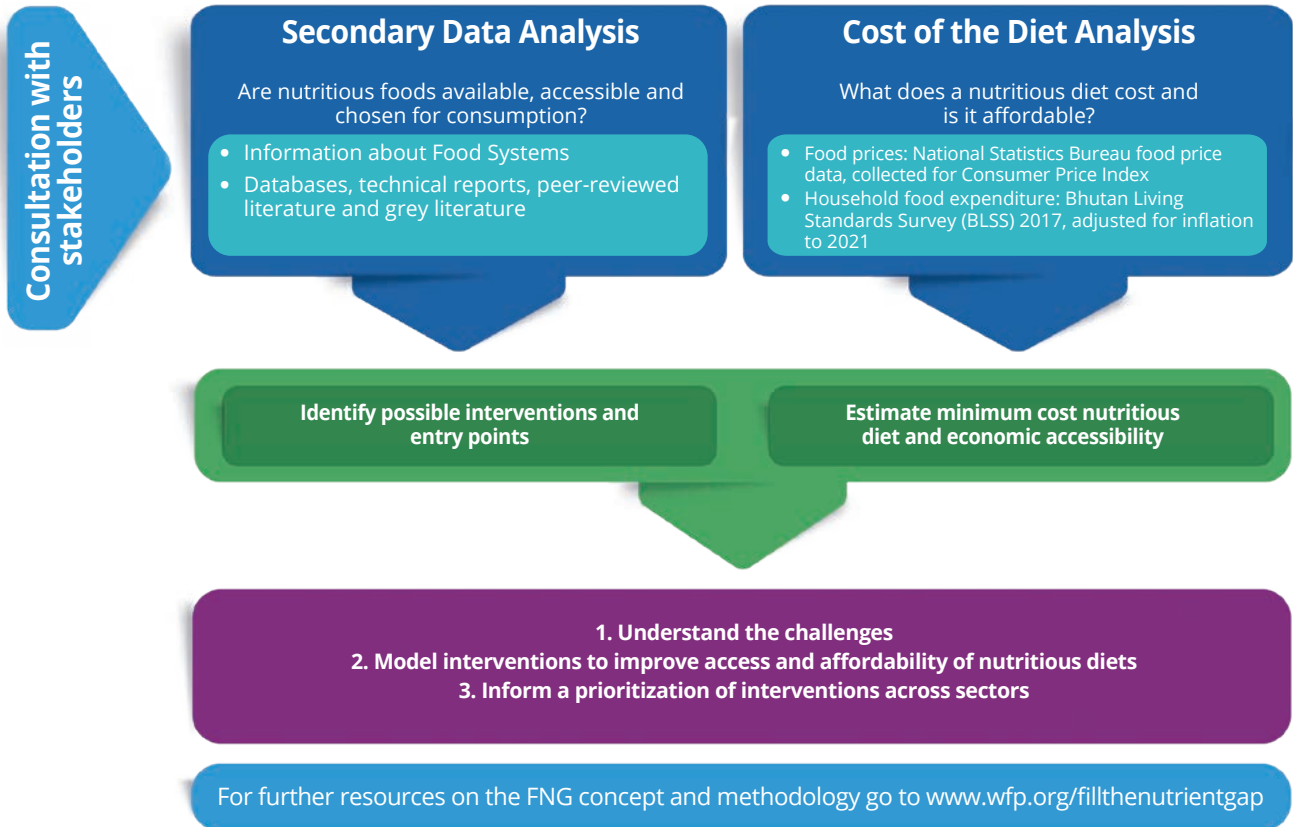 Consultation with
stakeholders
Secondary Data Analysis
Are nutritious foods available, accessible and
chosen for consumption?
• Information about Food Systems
• Databases, technical reports, peer-reviewed
literature and grey literature
Cost of the Diet Analysis
What does a nutritious diet cost and
is it affordable?
• Food prices: National Statistics Bureau food price
data, collected for Consumer Price Index
• Household food expenditure: Bhutan Living
Standards Survey (BLSS) 2017, adjusted for inflation
to 2021
Identify possible interventions and
entry points
Estimate minimum cost nutritious
diet and economic accessibility
1. Understand the challenges
2. Model interventions to improve access and affordability of nutritious diets
3. Inform a prioritization of interventions across sectors
For further resources on the FNG concept and methodology go to www.wfp.org/fillthenutrientgap